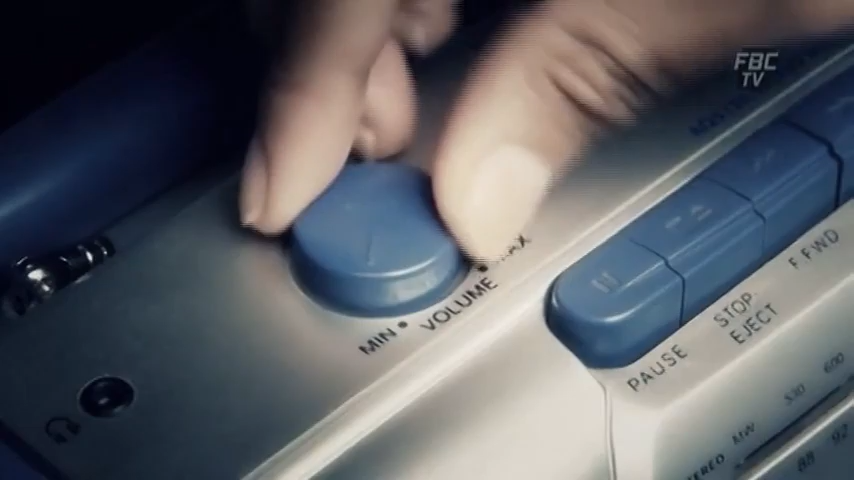 FBC
TV
MIN
VOLUME
PAUSE
STOP
EJECT
F.FWD
MW
530
600
88
92